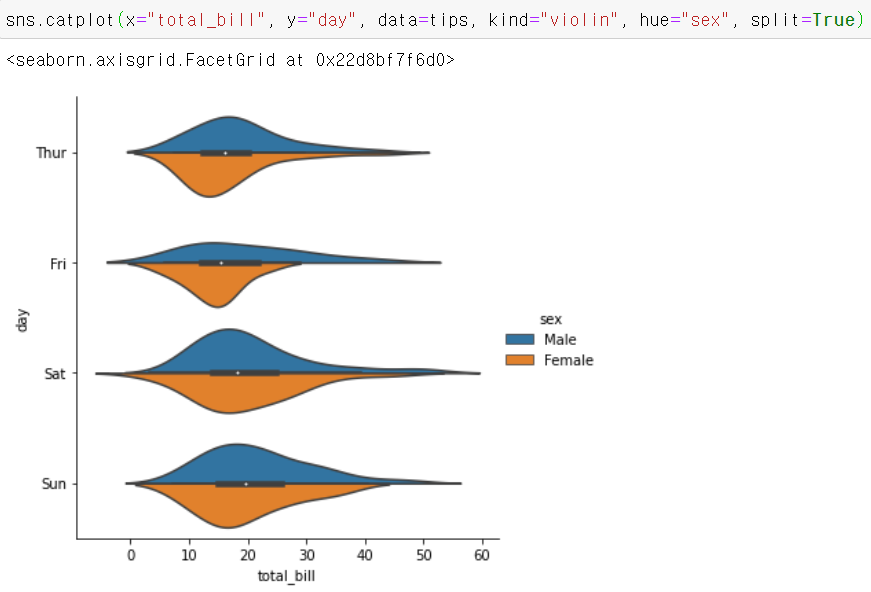 sns.catplot(x="total_bill", y="day", data=tips, kind="violin", hue="sex", split=True)
<seaborn.axisgrid.FacetGrid at 0x22d8bf7f6d0>
Thur
Fri
Sat
Sun
day
0 10 20 30 40 50 60
total_bill
sex
Male
Female